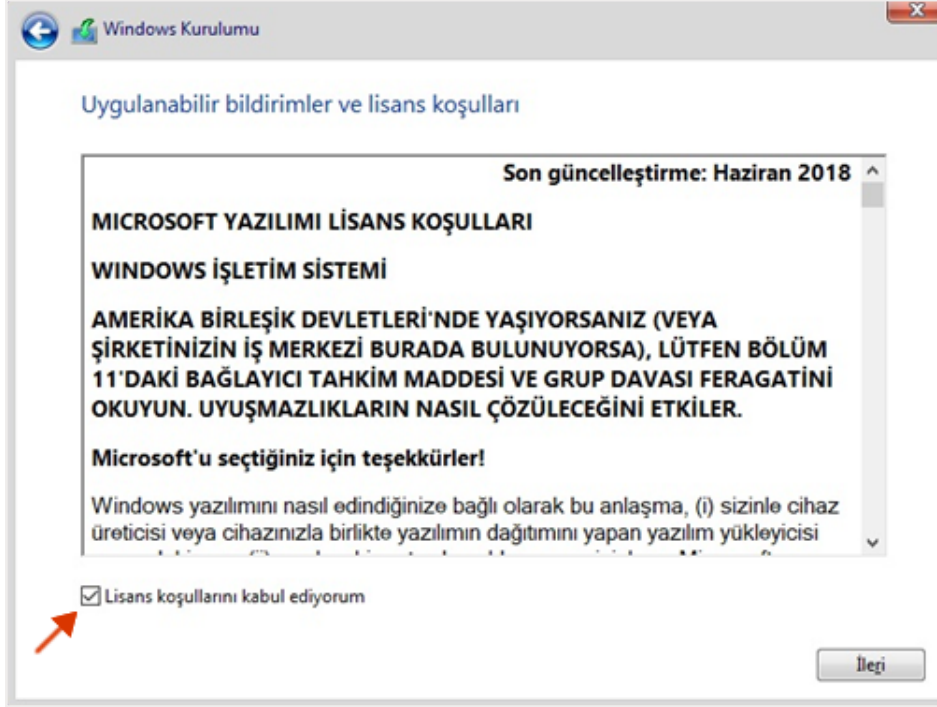 Windows Kurulumu
Uygulanabilir bildirimler ve lisans koşulları
Son güncelleştirme: Haziran 2018
MICROSOFT YAZILIMI LİSANS KOŞULLARI
WINDOWS İŞLETİM SİSTEMİ
AMERİKA BİRLEŞİK DEVLETLERİ'NDE YAŞIYORSANIZ (VEYA
ŞİRKETİNİZİN İŞ MERKEZİ BURADA BULUNUYORSA), LÜTFEN BÖLÜM
11'DAKİ BAĞLAYICI TAHKİM MADDESİ VE GRUP DAVASI FERAGATİNİ
OKUYUN. UYUŞMAZLIKLARIN NASIL ÇÖZÜLECEĞİNİ ETKİLER.
Microsoft'u seçtiğiniz için teşekkürler!
Windows yazılımını nasıl edindiğinize bağlı olarak bu anlaşma, (i) sizinle cihaz
üreticisi veya cihazınızla birlikte yazılımın dağıtımını yapan yazılım yükleyicisi
Lisans koşullarını kabul ediyorum
İleri